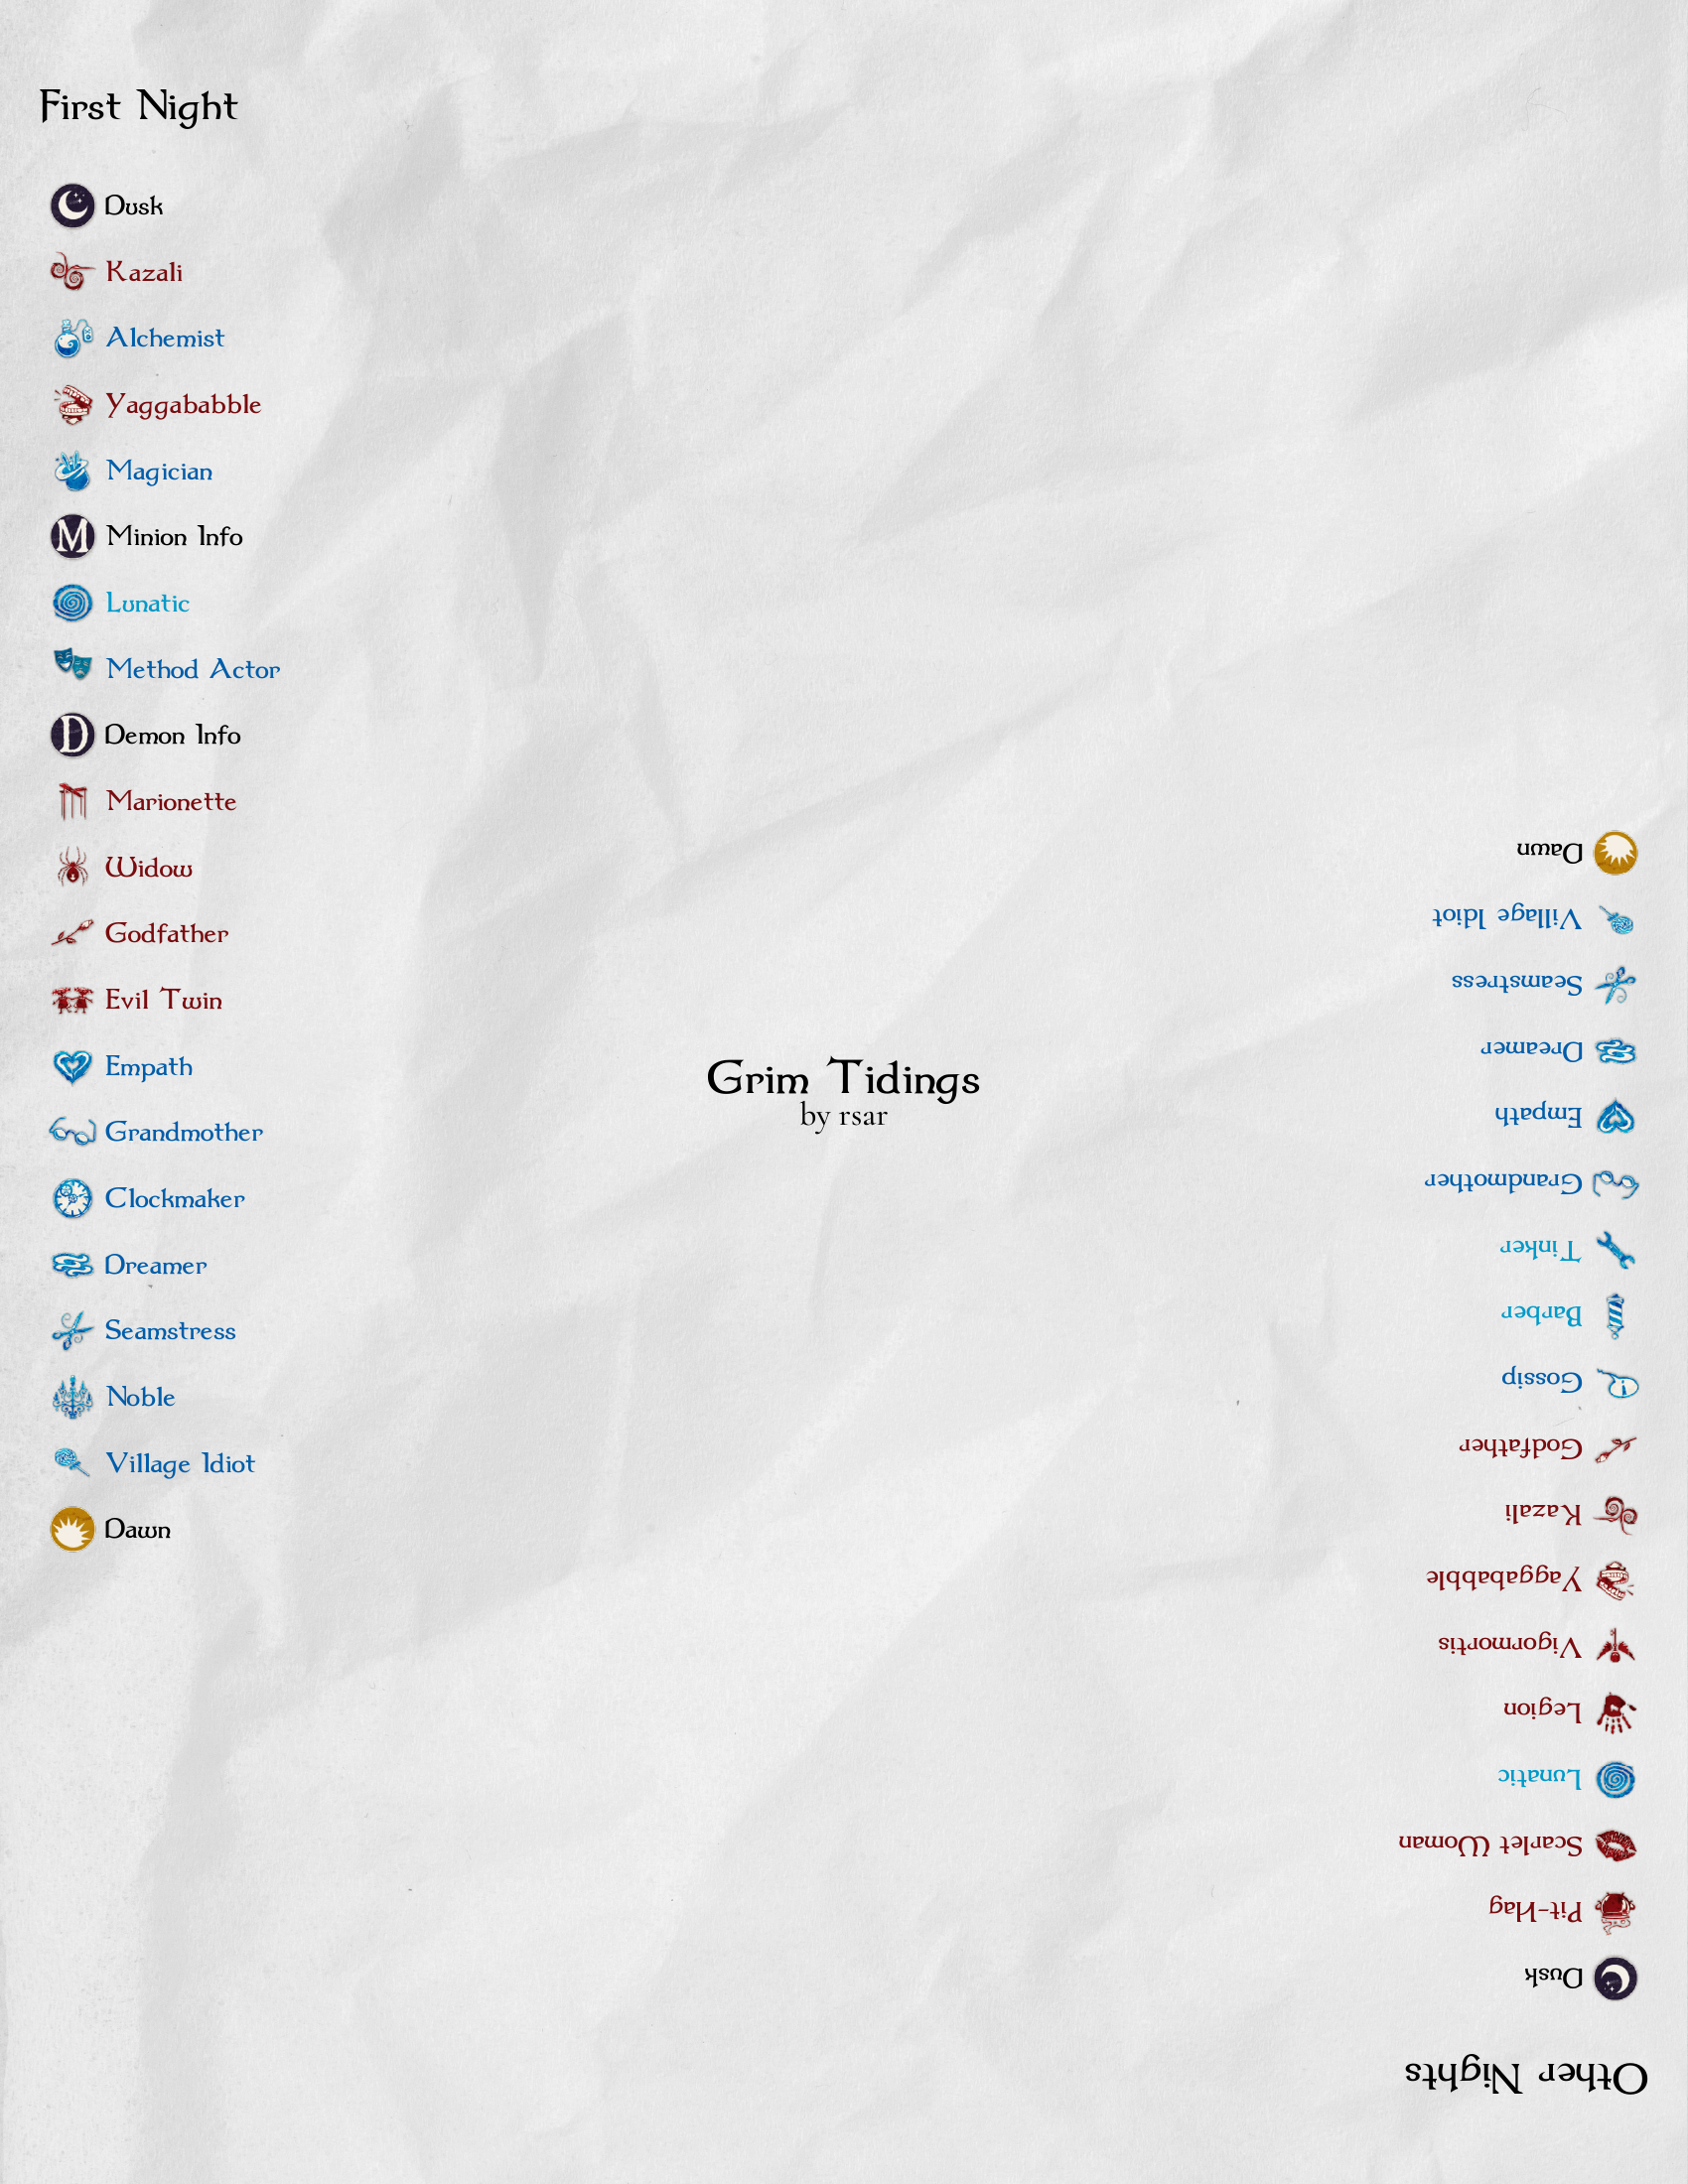 First Night
Dusk
Kazali
Alchemist
Yaggababble
Magician
M Minion Info
Lunatic
Method Actor
D Demon Info
Marionette
Widow
Godfather
Evil Twin
Empath
Grandmother
Clockmaker
Dreamer
Seamstress
Noble
Village Idiot
Dawn
Grim Tidings
by rsar
Other Nights
Dusk
Pit-Hag
Scarlet Woman
Lunatic
Legion
Vigormortis
Yaggababble
Kazali
Godfather
Gossip
Barber
Tinker
Grandmother
Empath
Dreamer
Seamstress
Village Idiot
Dawn